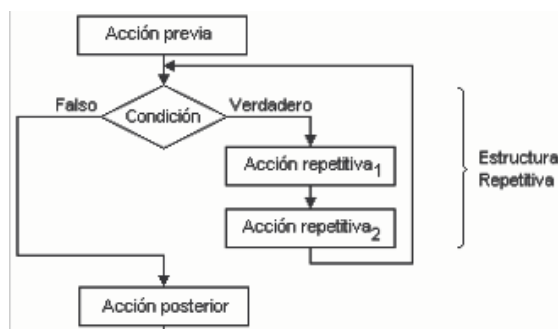 Acción previa
Falso
Condición
Verdadero
Acción repetitiva1
Acción repetitiva2
Estructura
Repetitiva
Acción posterior